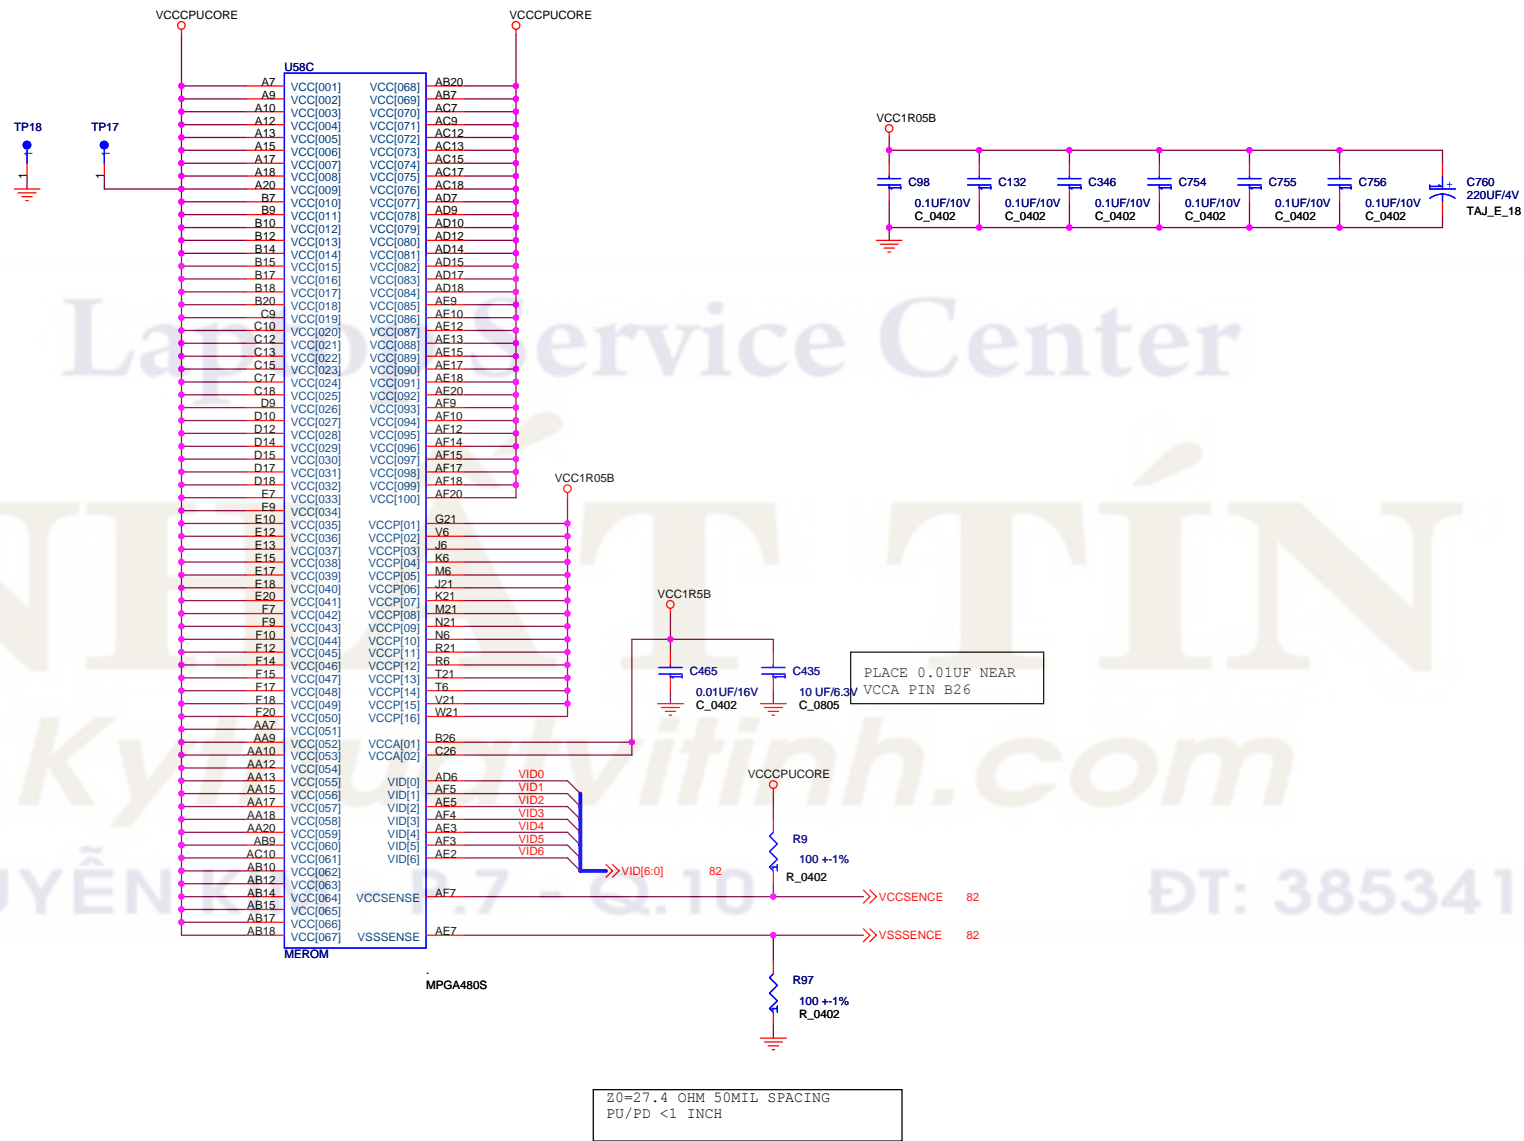 VCCCPUCORE
VCCCPUCORE
U58C
A7 VCC[001] VCC[068] AB20
A9 VCC[002] VCC[069] AB7
A10 VCC[003] VCC[070] AC7
A12 VCC[004] VCC[071] AC9
A13 VCC[005] VCC[072] AC12
A15 VCC[006] VCC[073] AC13
A17 VCC[007] VCC[074] AC15
A18 VCC[008] VCC[075] AC17
A20 VCC[009] VCC[076] AC18
B7 VCC[010] VCC[077] AD7
B9 VCC[011] VCC[078] AD9
B10 VCC[012] VCC[079] AD10
B12 VCC[013] VCC[080] AD12
B14 VCC[014] VCC[081] AD14
B15 VCC[015] VCC[082] AD15
B17 VCC[016] VCC[083] AD17
B18 VCC[017] VCC[084] AD18
B20 VCC[018] VCC[085] AE9
C9 VCC[019] VCC[086] AE10
C10 VCC[020] VCC[087] AE12
C12 VCC[021] VCC[088] AE13
C13 VCC[022] VCC[089] AE15
C15 VCC[023] VCC[090] AE17
C17 VCC[024] VCC[091] AE18
C18 VCC[025] VCC[092] AE20
D9 VCC[026] VCC[093] AF9
D10 VCC[027] VCC[094] AF10
D12 VCC[028] VCC[095] AF12
D14 VCC[029] VCC[096] AF14
D15 VCC[030] VCC[097] AF15
D17 VCC[031] VCC[098] AF17
D18 VCC[032] VCC[099] AF18
E7 VCC[033] VCC[100] AF20
E9 VCC[034]
E10 VCC[035] VCCP[01] G21
E12 VCC[036] VCCP[02] V6
E13 VCC[037] VCCP[03] J6
E15 VCC[038] VCCP[04] K6
E17 VCC[039] VCCP[05] M6
E18 VCC[040] VCCP[06] J21
E20 VCC[041] VCCP[07] K21
F7 VCC[042] VCCP[08] M21
F9 VCC[043] VCCP[09] N21
F10 VCC[044] VCCP[10] N6
F12 VCC[045] VCCP[11] R21
F14 VCC[046] VCCP[12] R6
F15 VCC[047] VCCP[13] T21
F17 VCC[048] VCCP[14] T6
F18 VCC[049] VCCP[15] V21
F20 VCC[050] VCCP[16] W21
AA7 VCC[051]
AA9 VCC[052] VCCA[01] B26
AA10 VCC[053] VCCA[02] C26
AA12 VCC[054]
AA13 VCC[055] VID[0] AD6 VID0
AA15 VCC[056] VID[1] AF5 VID1
AA17 VCC[057] VID[2] AE5 VID2
AA18 VCC[058] VID[3] AF4 VID3
AA20 VCC[059] VID[4] AE3 VID4
AB9 VCC[060] VID[5] AF3 VID5
AC10 VCC[061] VID[6] AE2 VID6
AB10 VCC[062]
AB12 VCC[063]
AB14 VCC[064] VCCSENSE AF7
AB15 VCC[065]
AB17 VCC[066]
AB18 VCC[067] VSSSENSE AE7
MEROM
.
MPGA480S
TP18
1
1
TP17
1
1
VCC1R05B
C98
0.1UF/10V
C_0402
C132
0.1UF/10V
C_0402
C346
0.1UF/10V
C_0402
C754
0.1UF/10V
C_0402
C755
0.1UF/10V
C_0402
C756
0.1UF/10V
C_0402
+
C760
220UF/4V
TAJ_E_18
VCC1R05B
VCC1R5B
C465
0.01UF/16V
C_0402
C435
10 UF/6.3V
C_0805
PLACE 0.01UF NEAR
VCCA PIN B26
VID[6:0] 82
VCCCPUCORE
R9
100 +-1%
R_0402
VCCSENCE 82
VSSSENCE 82
R97
100 +-1%
R_0402
Z0=27.4 OHM 50MIL SPACING
PU/PD <1 INCH
Laptop Service Center
NHẤT TÍN
Kythuatvitinh.com
UYỄN KIM - P.7 - Q.10
ĐT: 385341